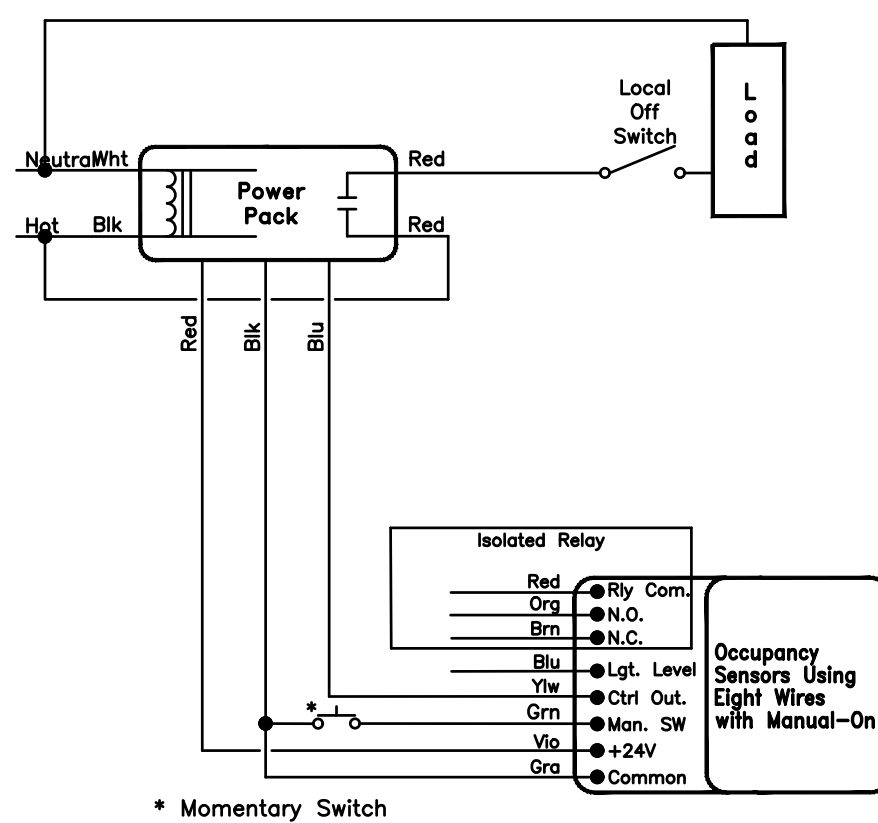 Local
Off
Switch
Load
NeutralWht
Red
Power
Pack
Hot
Blk
Red
Red
Blk
Blu
Isolated Relay
Red
Rly Com.
Org
N.O.
Brn
N.C.
Blu
Lgt. Level
Ylw
Ctrl Out.
*
Grn
Man. SW
Vio
+24V
Gra
Common
Occupancy
Sensors Using
Eight Wires
with Manual-On
* Momentary Switch